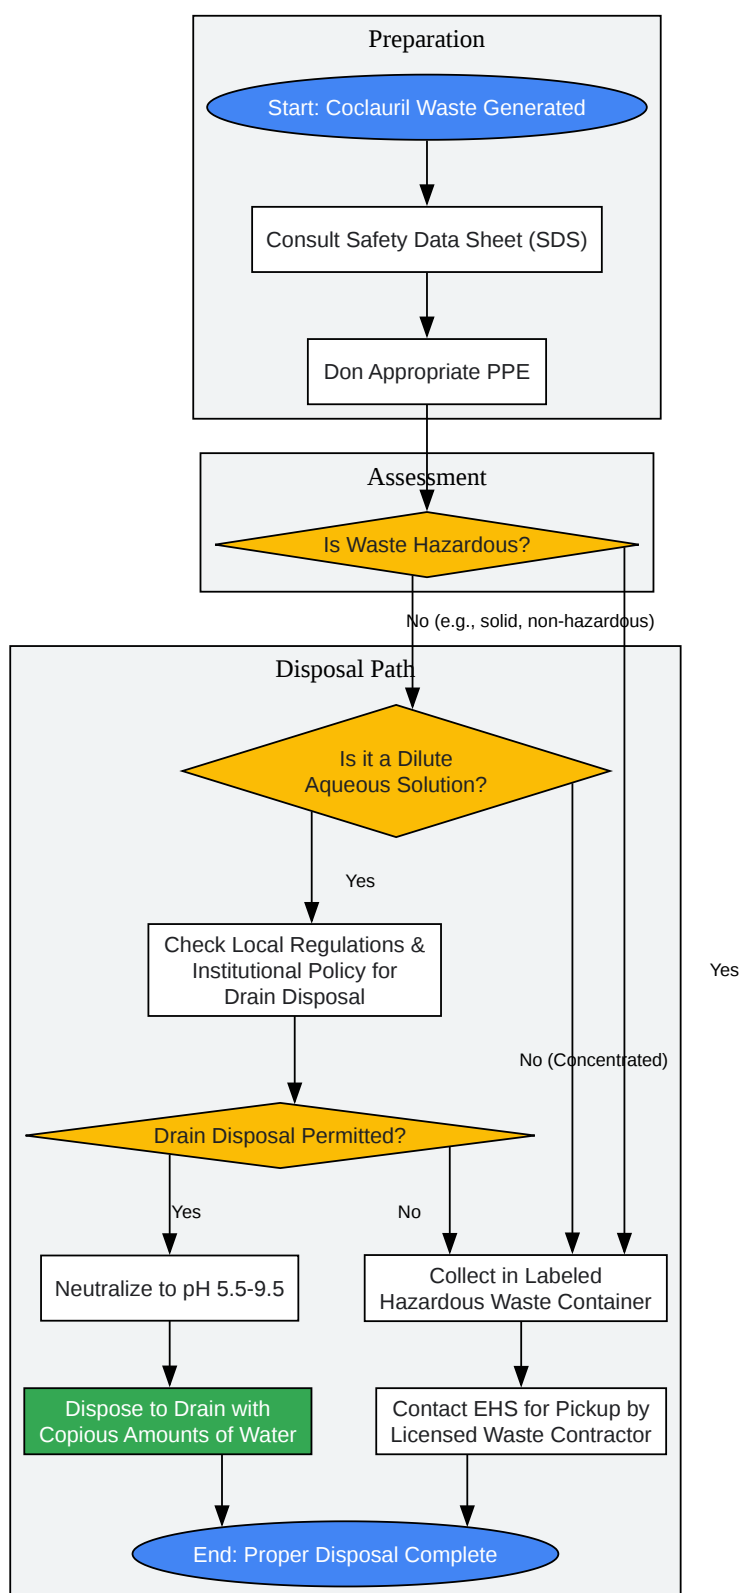 Preparation
Start: Coclauril Waste Generated
Consult Safety Data Sheet (SDS)
Don Appropriate PPE
Assessment
Is Waste Hazardous?
No (e.g., solid, non-hazardous)
Disposal Path
Is it a Dilute
Aqueous Solution?
Yes
Check Local Regulations &
Institutional Policy for
Drain Disposal
Yes
No (Concentrated)
Drain Disposal Permitted?
Yes
No
Neutralize to pH 5.5-9.5
Collect in Labeled
Hazardous Waste Container
Dispose to Drain with
Copious Amounts of Water
Contact EHS for Pickup by
Licensed Waste Contractor
End: Proper Disposal Complete